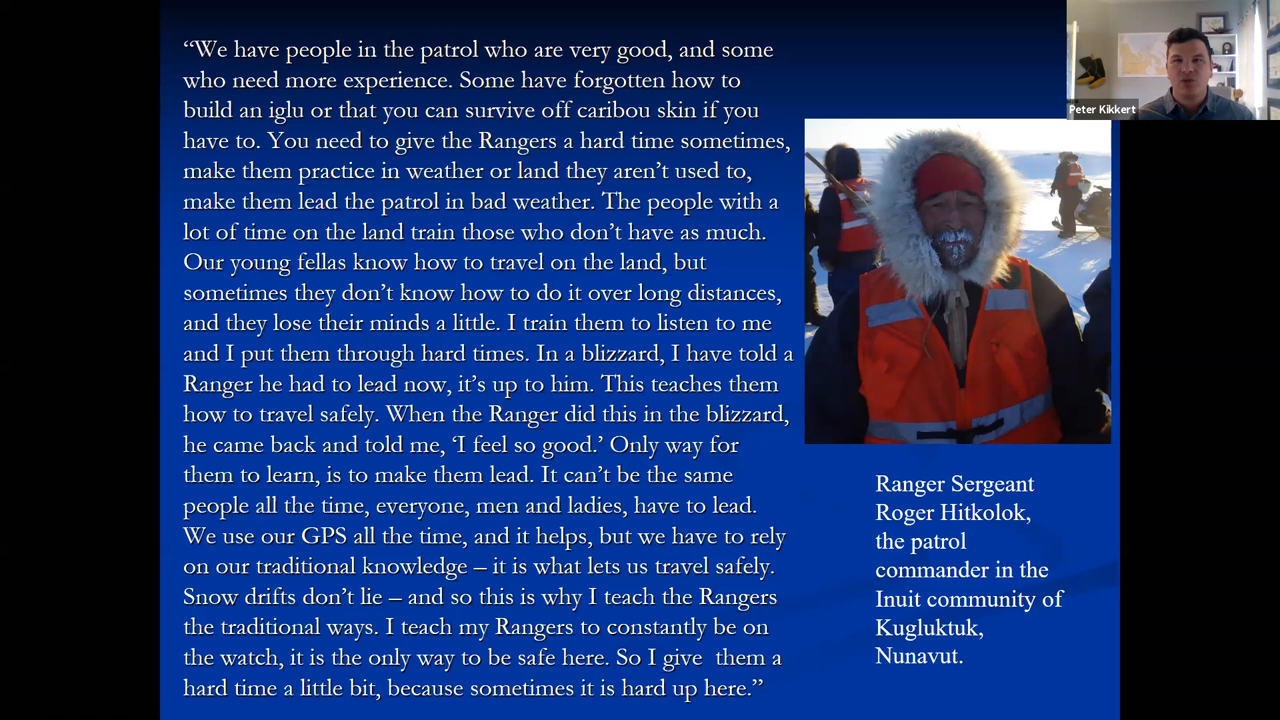 “We have people in the patrol who are very good, and some
who need more experience. Some have forgotten how to
build an iglu or that you can survive off caribou skin if you
have to. You need to give the Rangers a hard time sometimes,
make them practice in weather or land they aren’t used to,
make them lead the patrol in bad weather. The people with a
lot of time on the land train those who don’t have as much.
Our young fellas know how to travel on the land, but
sometimes they don’t know how to do it over long distances,
and they lose their minds a little. I train them to listen to me
and I put them through hard times. In a blizzard, I have told a
Ranger he had to lead now, it’s up to him. This teaches them
how to travel safely. When the Ranger did this in the blizzard,
he came back and told me, ‘I feel so good.’ Only way for
them to learn, is to make them lead. It can’t be the same
people all the time, everyone, men and ladies, have to lead.
We use our GPS all the time, and it helps, but we have to rely
on our traditional knowledge – it is what lets us travel safely.
Snow drifts don’t lie – and so this is why I teach the Rangers
the traditional ways. I teach my Rangers to constantly be on
the watch, it is the only way to be safe here. So I give  them a
hard time a little bit, because sometimes it is hard up here.”
Peter Kikkert
Ranger Sergeant
Roger Hitkolok,
the patrol
commander in the
Inuit community of
Kugluktuk,
Nunavut.